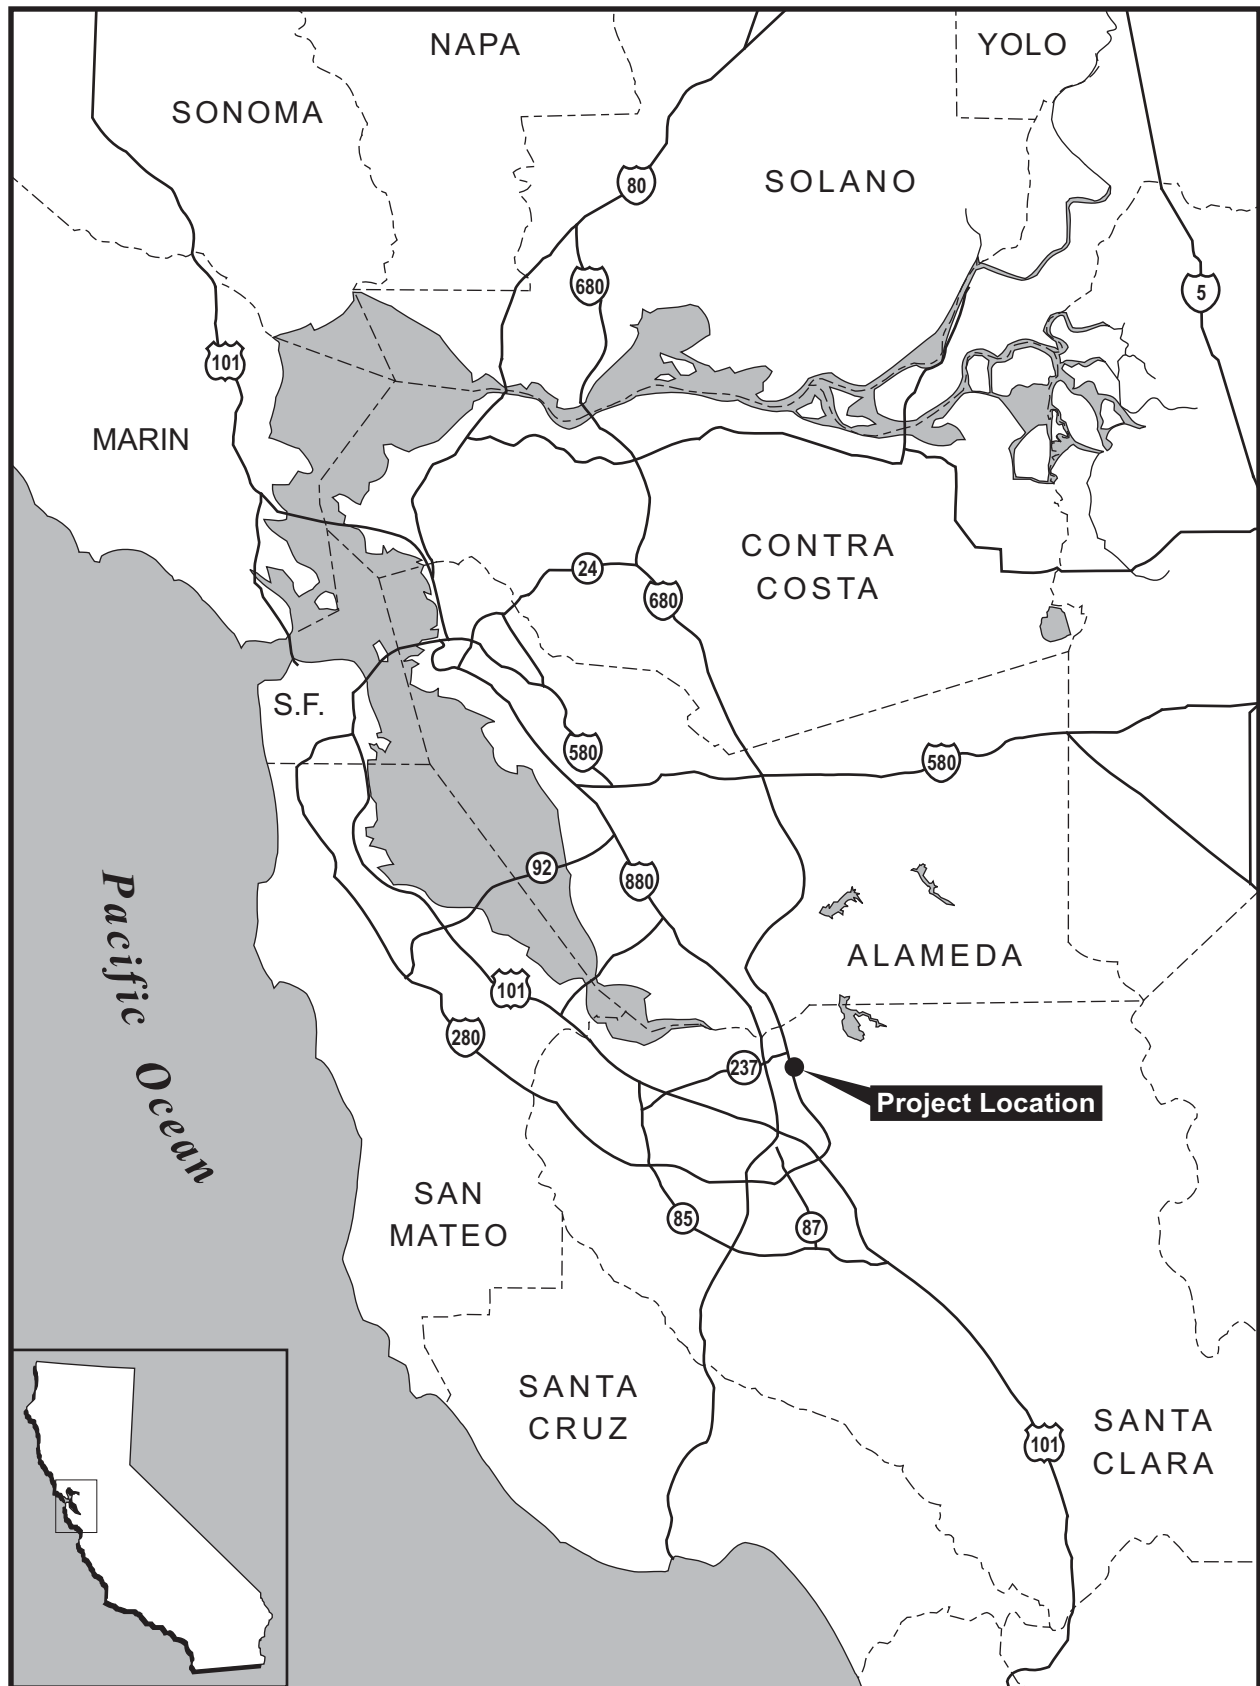 NAPA
YOLO
SONOMA
80
SOLANO
680
5
101
MARIN
CONTRA
COSTA
24
680
S.F.
580
580
92
880
Pacific Ocean
ALAMEDA
101
280
237
Project Location
SAN
MATEO
85
87
SANTA
CRUZ
SANTA
CLARA
101